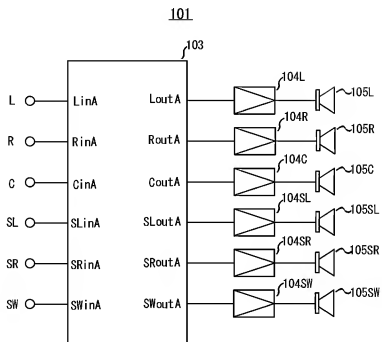 101
103
L LinA LoutA 104L 105L
R RinA RoutA 104R 105R
C CinA CoutA 104C 105C
SL SLinA SLoutA 104SL 105SL
SR SRinA SRoutA 104SR 105SR
SW SWinA SWoutA 104SW 105SW